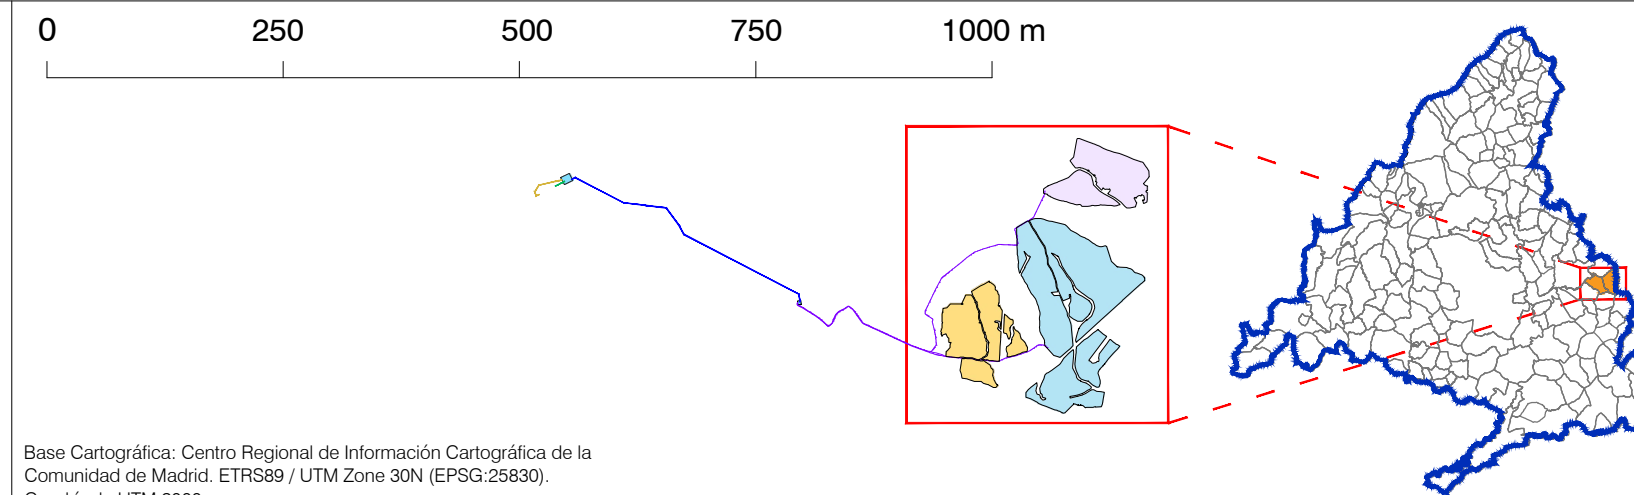 0 250 500 750 1000 m
Base Cartográfica: Centro Regional de Información Cartográfica de la
Comunidad de Madrid. ETRS89 / UTM Zone 30N (EPSG:25830).